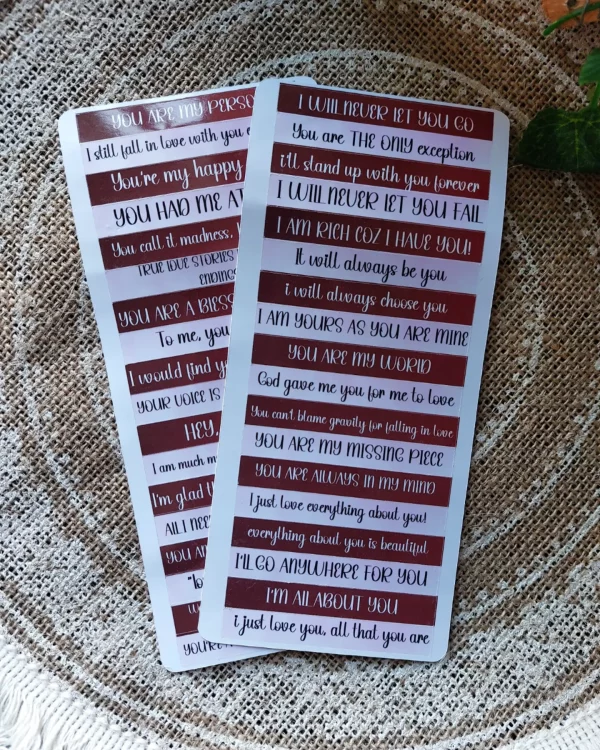 YOU ARE MY
I still fall in love with you
You're my happy
YOU HAD ME AT
You call it madness,
TRUE LOVE STORIES
ENDINGS
YOU ARE A
To me, you
I would find
YOUR VOICE IS
HEY,
I am much
I'm glad
ALL I NEED
YOU
I WILL NEVER LET YOU GO
You are THE ONLY exception
i'll stand up with you forever
I WILL NEVER LET YOU FALL
I AM RICH COZ I HAVE YOU!
It will always be you
i will always choose you
I AM YOURS AS YOU ARE MINE
YOU ARE MY WORLD
God gave me you for me to love
You can't blame gravity for falling in love
YOU ARE MY MISSING PIECE
YOU ARE ALWAYS IN MY MIND
I just love everything about you!
everything about you is beautiful
I'LL GO ANYWHERE FOR YOU
I'M ALL ABOUT YOU
i just love you, all that you are